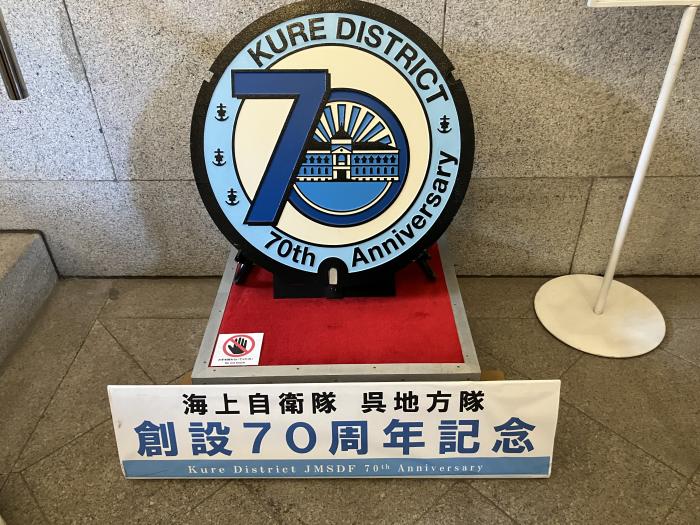 KURE DISTRICT
70
70th Anniversary
海上自衛隊 呉地方隊
創設70周年記念
Kure District JMSDF 70th Anniversary